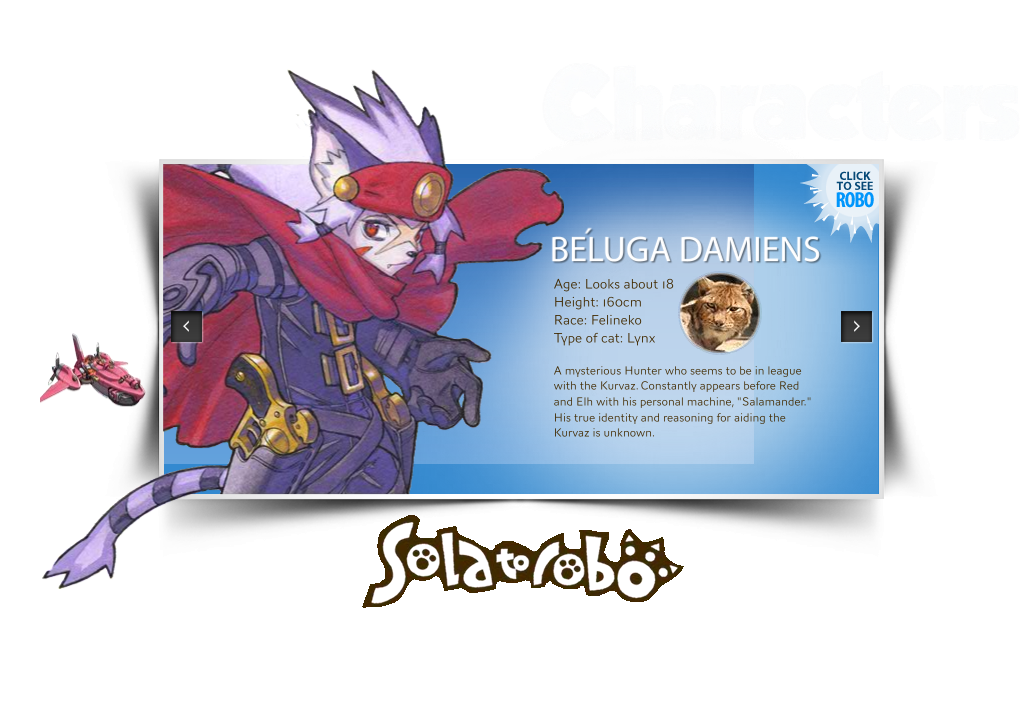 Characters
CLICK
TO SEE
ROBO
BÉLUGA DAMIENS
Age: Looks about 18
Height: 160cm
Race: Felineko
Type of cat: Lynx
A mysterious Hunter who seems to be in league
with the Kurvaz. Constantly appears before Red
and Elh with his personal machine, "Salamander."
His true identity and reasoning for aiding the
Kurvaz is unknown.
Solatorobo